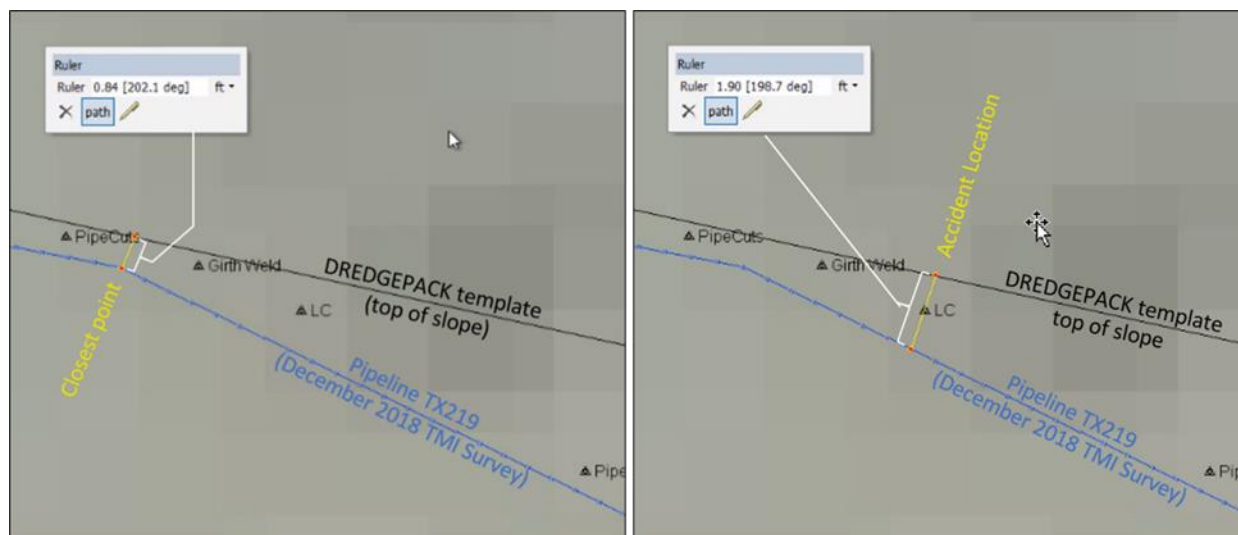 Ruler
Ruler 0.84 [202.1 deg] ft
path
PipeCuts
Girth Weld
DREDGEPACK template
(top of slope)
LC
Closest point
Pipeline TX219
(December 2018 TMI Survey)
Pipe
Ruler
Ruler 1.90 [198.7 deg] ft
path
Accident Location
PipeCuts
Girth Weld
DREDGEPACK template
top of slope
LC
Pipeline TX219
(December 2018 TMI Survey)
Pi